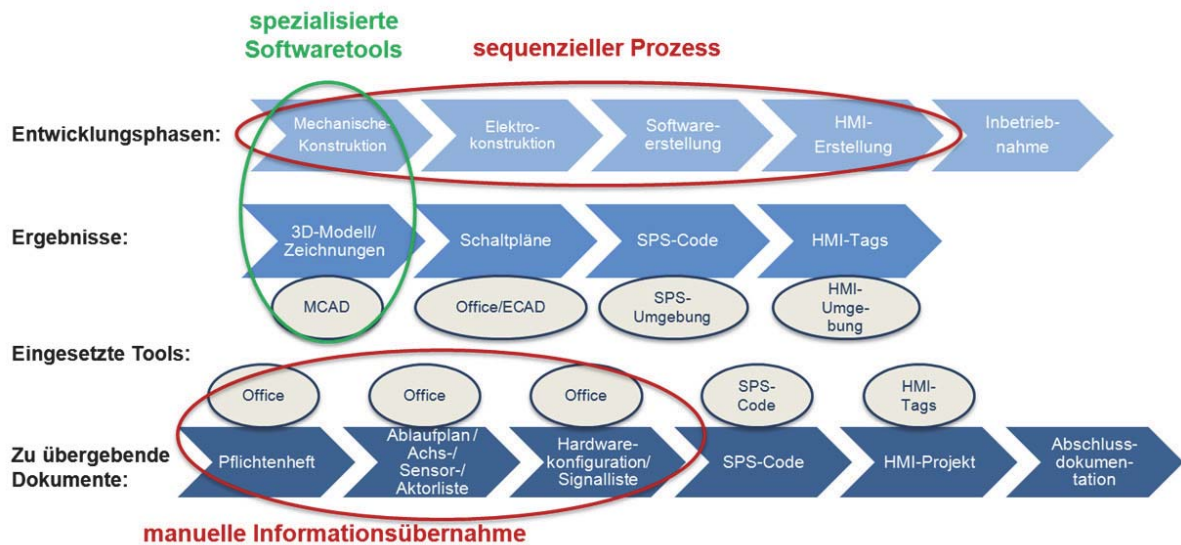 spezialisierte
Softwaretools
sequenzieller Prozess
Entwicklungsphasen:
Mechanische-
Konstruktion
Elektro-
konstruktion
Software-
erstellung
HMI-
Erstellung
Inbetrieb-
nahme
Ergebnisse:
3D-Modell/
Zeichnungen
Schaltpläne
SPS-Code
HMI-Tags
MCAD
Office/ECAD
SPS-
Umgebung
HMI-
Umge-
bung
Eingesetzte Tools:
Office
Office
Office
SPS-
Code
HMI-
Tags
Zu übergebende
Dokumente:
Pflichtenheft
Ablaufplan/
Achs-/
Sensor-/
Aktorliste
Hardware-
konfiguration/
Signalliste
SPS-Code
HMI-Projekt
Abschluss-
dokumen-
tation
manuelle Informationsübernahme